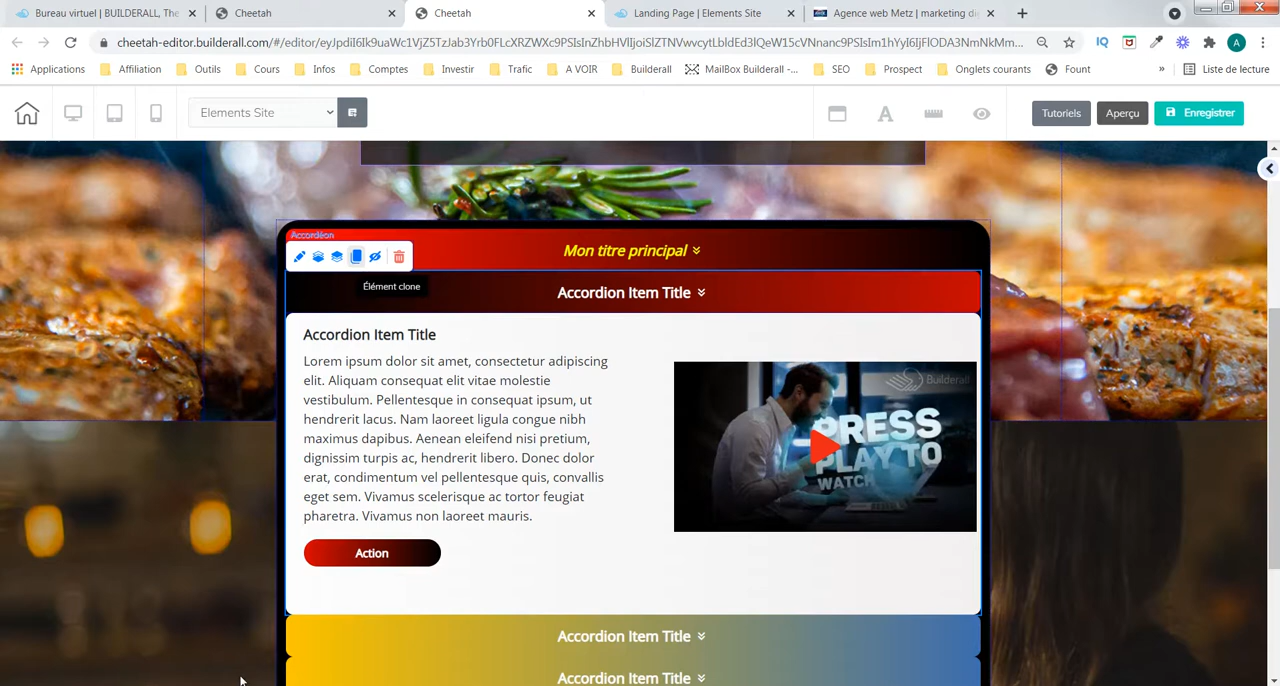 Bureau virtuel | BUILDERALL, The
Cheetah
Cheetah
Landing Page | Elements Site
Agence web Metz | marketing di
Applications
Affiliation
Outils
Cours
Infos
Comptes
Investir
Trafic
A VOIR
Builderall
MailBox Builderall -...
SEO
Prospect
Onglets courants
Fount
»
Liste de lecture
Elements Site
Tutoriels
Aperçu
Enregistrer
Accordéon
Mon titre principal
Élément clone
Accordion Item Title
Accordion Item Title
Lorem ipsum dolor sit amet, consectetur adipiscing
elit. Aliquam consequat elit vitae molestie
vestibulum. Pellentesque in consequat ipsum, ut
hendrerit lacus. Nam laoreet ligula congue nibh
maximus dapibus. Aenean eleifend nisi pretium,
dignissim turpis ac, hendrerit libero. Donec dolor
erat, condimentum vel pellentesque quis, convallis
eget sem. Vivamus scelerisque ac tortor feugiat
pharetra. Vivamus non laoreet mauris.
Builderall
PRESS
PLAY TO
WATCH
Action
Accordion Item Title
Accordion Item Title